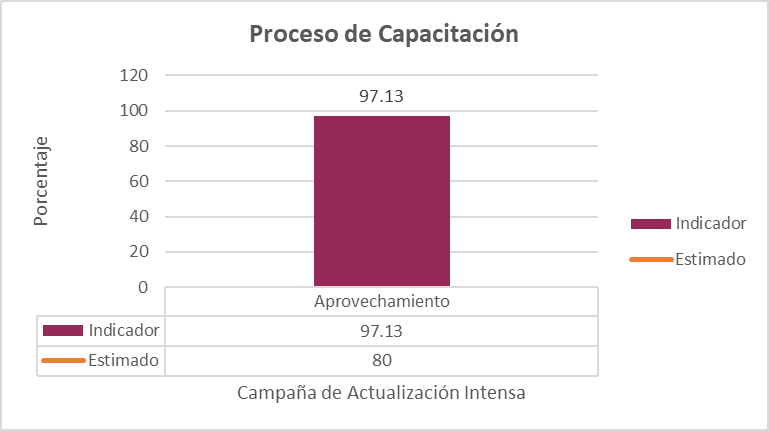 Proceso de Capacitación
Porcentaje
120
100
80
60
40
20
0
97.13
Aprovechamiento
Indicador 97.13
Estimado 80
Campaña de Actualización Intensa
Indicador
Estimado